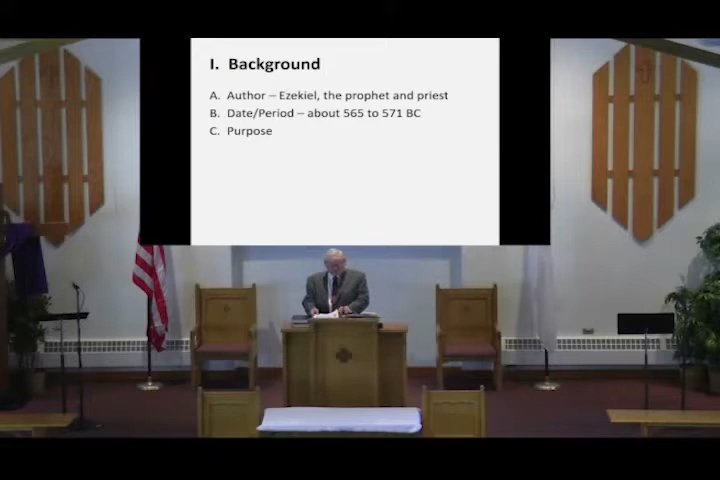 I. Background
A. Author – Ezekiel, the prophet and priest
B. Date/Period – about 565 to 571 BC
C. Purpose